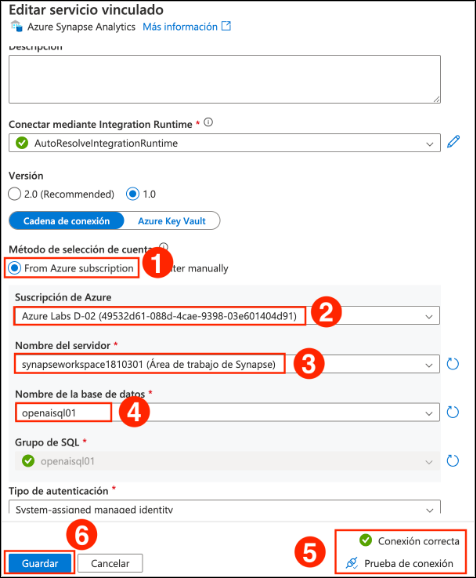 Editar servicio vinculado
Azure Synapse Analytics Más información
Descripción
Conectar mediante Integration Runtime *
AutoResolveIntegrationRuntime
Versión
2.0 (Recommended) 1.0
Cadena de conexión Azure Key Vault
Método de selección de cuenta
1
From Azure subscription ter manually
Suscripción de Azure
Azure Labs D-02 (49532d61-088d-4cae-9398-03e601404d91) 2
Nombre del servidor *
synapseworkspace1810301 (Área de trabajo de Synapse) 3
Nombre de la base de datos *
openaisql01 4
Grupo de SQL *
openaisql01
Tipo de autenticación *
System-assigned managed identity
6
5
Conexión correcta
Guardar Cancelar Prueba de conexión